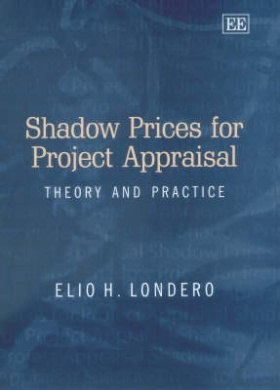 EE
Shadow Prices for
Project Appraisal
THEORY AND PRACTICE
ELIO H. LONDERO